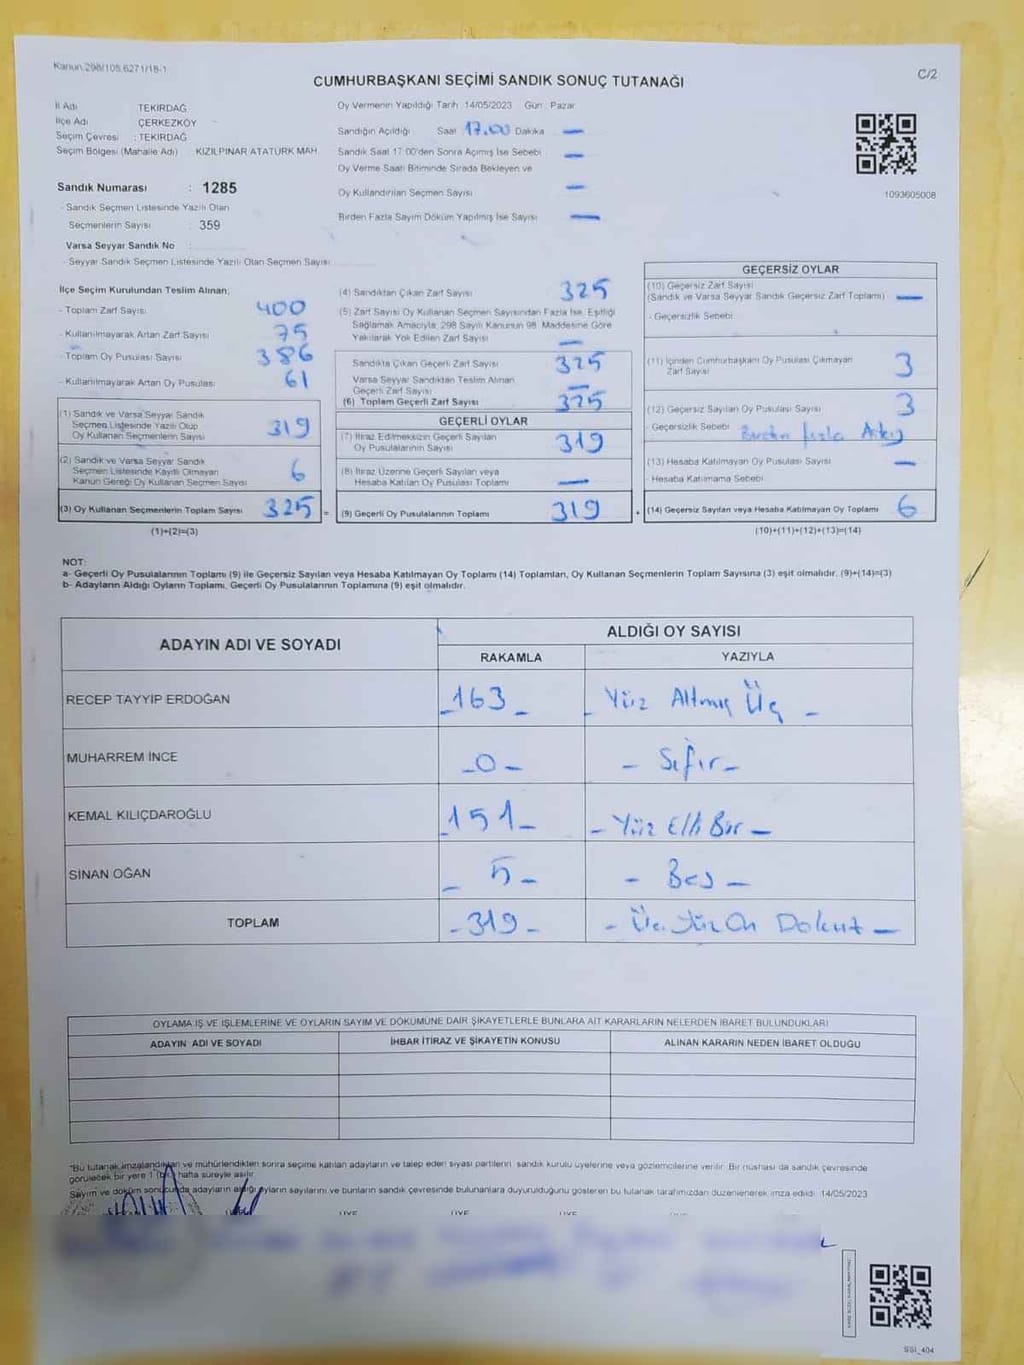 Kanun 298/105,6271/18-1
C/2
CUMHURBAŞKANI SEÇİMİ SANDIK SONUÇ TUTANAĞI
İl Adı TEKİRDAĞ
İlçe Adı ÇERKEZKÖY
Seçim Çevresi : TEKİRDAĞ
Seçim Bölgesi (Mahalle Adı) : KIZILPINAR ATATÜRK MAH.
Sandık Numarası : 1285
- Sandık Seçmen Listesinde Yazılı Olan
Seçmenlerin Sayısı : 359
Varsa Seyyar Sandık No :
- Seyyar Sandık Seçmen Listesinde Yazılı Olan Seçmen Sayısı
Oy Vermenin Yapıldığı Tarih : 14/05/2023 Gün : Pazar
Sandığın Açıldığı Saat 17.00 Dakika —
Sandık Saat 17:00'den Sonra Açılmış İse Sebebi —
Oy Verme Saati Bitiminde Sırada Bekleyen ve
Oy Kullandırılan Seçmen Sayısı —
Birden Fazla Sayım Döküm Yapılmış İse Sayısı —
1093605008
İlçe Seçim Kurulundan Teslim Alınan;
- Toplam Zarf Sayısı 400
- Kullanılmayarak Artan Zarf Sayısı 75
- Toplam Oy Pusulası Sayısı 386
- Kullanılmayarak Artan Oy Pusulası 61
(1) Sandık ve Varsa Seyyar Sandık
Seçmen Listesinde Yazılı Olup
Oy Kullanan Seçmenlerin Sayısı 319
(2) Sandık ve Varsa Seyyar Sandık
Seçmen Listesinde Kayıtlı Olmayan
Kanun Gereği Oy Kullanan Seçmen Sayısı 6
(3) Oy Kullanan Seçmenlerin Toplam Sayısı 325 =
(1)+(2)=(3)
(4) Sandıktan Çıkan Zarf Sayısı 325
(5) Zarf Sayısı Oy Kullanan Seçmen Sayısından Fazla İse, Eşitliği
Sağlamak Amacıyla, 298 Sayılı Kanunun 98. Maddesine Göre
Yakılarak Yok Edilen Zarf Sayısı —
Sandıkta Çıkan Geçerli Zarf Sayısı 325
Varsa Seyyar Sandıktan Teslim Alınan
Geçerli Zarf Sayısı —
(6) Toplam Geçerli Zarf Sayısı 325
GEÇERLİ OYLAR
(7) İtiraz Edilmeksizin Geçerli Sayılan
Oy Pusulalarının Sayısı 319
(8) İtiraz Üzerine Geçerli Sayılan veya
Hesaba Katılan Oy Pusulası Toplamı —
(9) Geçerli Oy Pusulalarının Toplamı 319 +
GEÇERSİZ OYLAR
(10) Geçersiz Zarf Sayısı
(Sandık ve Varsa Seyyar Sandık Geçersiz Zarf Toplamı) —
- Geçersizlik Sebebi
(11) İçinden Cumhurbaşkanı Oy Pusulası Çıkmayan
Zarf Sayısı 3
(12) Geçersiz Sayılan Oy Pusulası Sayısı 3
- Geçersizlik Sebebi Birden fazla
(13) Hesaba Katılmayan Oy Pusulası Sayısı —
- Hesaba Katılmama Sebebi
(14) Geçersiz Sayılan veya Hesaba Katılmayan Oy Toplamı 6
(10)+(11)+(12)+(13)=(14)
NOT:
a- Geçerli Oy Pusulalarının Toplamı (9) ile Geçersiz Sayılan veya Hesaba Katılmayan Oy Toplamı (14) Toplamları, Oy Kullanan Seçmenlerin Toplam Sayısına (3) eşit olmalıdır. (9)+(14)=(3)
b- Adayların Aldığı Oyların Toplamı, Geçerli Oy Pusulalarının Toplamına (9) eşit olmalıdır.
ADAYIN ADI VE SOYADI ALDIĞI OY SAYISI
RAKAMLA YAZIYLA
RECEP TAYYİP ERDOĞAN -163- - Yüz Altmış Üç -
MUHARREM İNCE -0- - Sıfır -
KEMAL KILIÇDAROĞLU -151- - Yüz Elli Bir -
SİNAN OĞAN -5- - Beş -
TOPLAM -319- - Üç Yüz On Dokuz -
OYLAMA İŞ VE İŞLEMLERİNE VE OYLARIN SAYIM VE DÖKÜMÜNE DAİR ŞİKAYETLERLE BUNLARA AİT KARARLARIN NELERDEN İBARET BULUNDUKLARI
ADAYIN ADI VE SOYADI İHBAR İTİRAZ VE ŞİKAYETİN KONUSU ALINAN KARARIN NEDEN İBARET OLDUĞU
"Bu tutanak imzalandıktan ve mühürlendikten sonra seçime katılan adayların ve talep eden siyasi partilerin sandık kurulu üyelerine veya gözlemcilerine verilir. Bir nüshası da sandık çevresinde
görülecek bir yere 1 (bir) hafta süreyle asılır.
Sayım ve döküm sonucunda adayların aldığı oyların sayılarını ve bunların sandık çevresinde bulunanlara duyurulduğunu gösteren bu tutanak tarafımızdan düzenlenerek imza edildi. 14/05/2023
ÜYE ÜYE ÜYE ÜYE
SSI_404